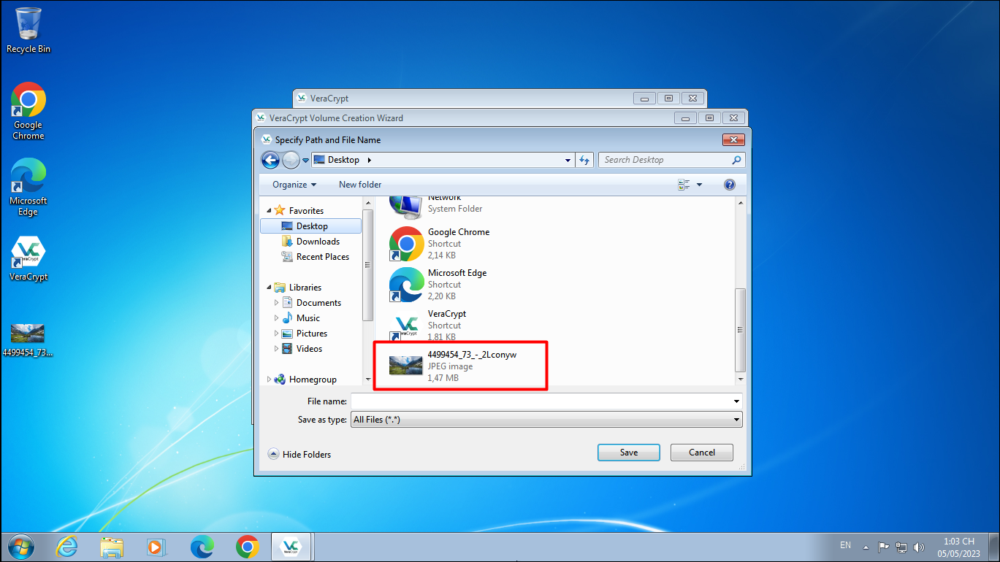 Recycle Bin
Google
Chrome
Microsoft
Edge
VeraCrypt
4499454_73...
VeraCrypt
VeraCrypt Volume Creation Wizard
Specify Path and File Name
Desktop
Search Desktop
Organize
New folder
Favorites
Desktop
Downloads
Recent Places
Libraries
Documents
Music
Pictures
Videos
Homegroup
Network
System Folder
Google Chrome
Shortcut
2,14 KB
Microsoft Edge
Shortcut
2,20 KB
VeraCrypt
Shortcut
1,81 KB
4499454_73_-_2Lconyw
JPEG image
1,47 MB
File name:
Save as type: All Files (*.*)
Hide Folders
Save
Cancel
EN
1:03 CH
05/05/2023